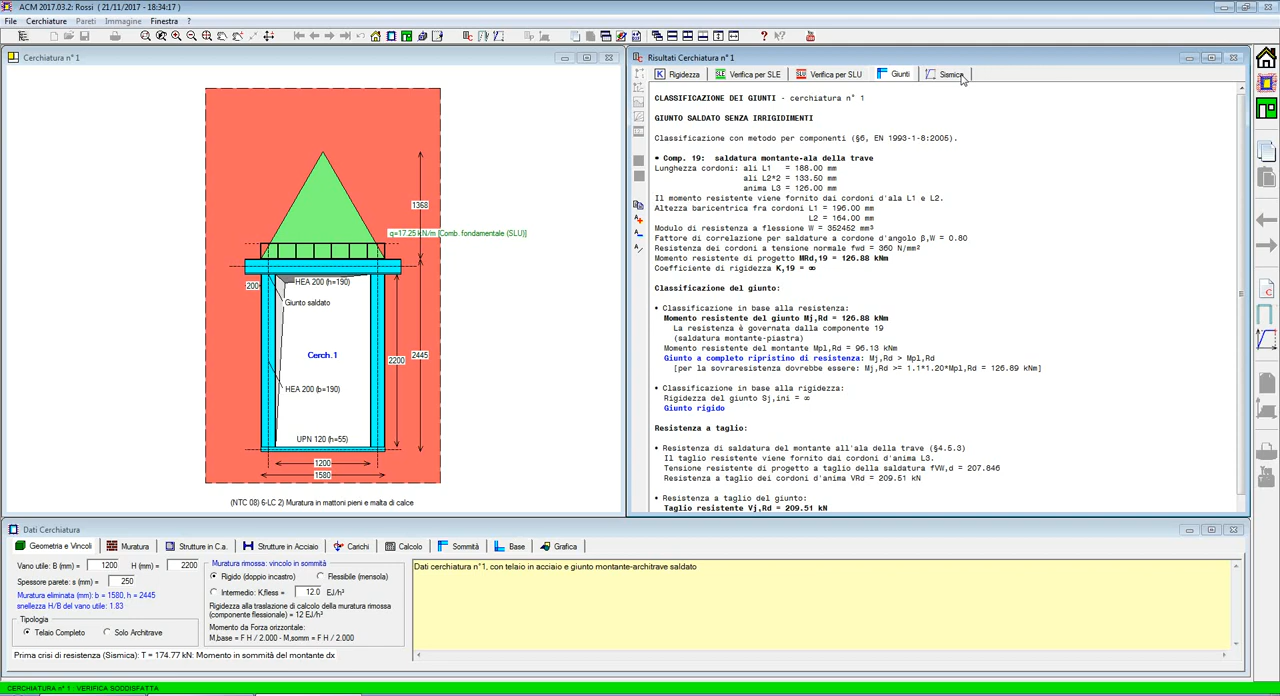 ACM 2017.03.2: Rossi ( 21/11/2017 - 18:34:17 )
File Cerchiature Pareti Immagine Finestra ?
Cerchiatura n° 1
1368
q=17.25 kN/m [Comb. fondamentale (SLU)]
HEA 200 (h=190)
200
Giunto saldato
Cerch.1
2200
2445
HEA 200 (b=190)
UPN 120 (h=55)
1200
1580
(NTC 08) 6-LC 2) Muratura in mattoni pieni e malta di calce
Risultati Cerchiatura n° 1
K Rigidezza SLE Verifica per SLE SLU Verifica per SLU Giunti Sismica
CLASSIFICAZIONE DEI GIUNTI - cerchiatura n° 1
GIUNTO SALDATO SENZA IRRIGIDIMENTI
Classificazione con metodo per componenti (§6, EN 1993-1-8:2005).
• Comp. 19: saldatura montante-ala della trave
Lunghezza cordoni: ali L1 = 188.00 mm
ali L2*2 = 133.50 mm
anima L3 = 126.00 mm
Il momento resistente viene fornito dai cordoni d'ala L1 e L2.
Altezza baricentrica fra cordoni L1 = 196.00 mm
L2 = 164.00 mm
Modulo di resistenza a flessione W = 352452 mm³
Fattore di correlazione per saldature a cordone d'angolo β,W = 0.80
Resistenza dei cordoni a tensione normale fwd = 360 N/mm²
Momento resistente di progetto MRd,19 = 126.88 kNm
Coefficiente di rigidezza K,19 = ∞
Classificazione del giunto:
• Classificazione in base alla resistenza:
Momento resistente del giunto Mj,Rd = 126.88 kNm
La resistenza è governata dalla componente 19
(saldatura montante-piastra)
Momento resistente del montante Mpl,Rd = 96.13 kNm
Giunto a completo ripristino di resistenza: Mj,Rd > Mpl,Rd
[per la sovraresistenza dovrebbe essere: Mj,Rd >= 1.1*1.20*Mpl,Rd = 126.89 kNm]
• Classificazione in base alla rigidezza:
Rigidezza del giunto Sj,ini = ∞
Giunto rigido
Resistenza a taglio:
• Resistenza di saldatura del montante all'ala della trave (§4.5.3)
Il taglio resistente viene fornito dai cordoni d'anima L3.
Tensione resistente di progetto a taglio della saldatura fVW,d = 207.846
Resistenza a taglio dei cordoni d'anima VRd = 209.51 kN
• Resistenza a taglio del giunto:
Taglio resistente Vj,Rd = 209.51 kN
Dati Cerchiatura
Geometria e Vincoli Muratura Strutture in C.a. Strutture in Acciaio Carichi Calcolo Sommità Base Grafica
Vano utile: B (mm) = 1200 H (mm) = 2200
Spessore parete: s (mm) = 250
Muratura eliminata (mm): b = 1580, h = 2445
snellezza H/B del vano utile: 1.83
Tipologia
Telaio Completo Solo Architrave
Muratura rimossa: vincolo in sommità
Rigido (doppio incastro) Flessibile (mensola)
Intermedio: K,fless = 12.0 EJ/h³
Rigidezza alla traslazione di calcolo della muratura rimossa
(componente flessionale) = 12 EJ/h³
Momento da Forza orizzontale:
M,base = F H / 2.000 - M,somm = F H / 2.000
Dati cerchiatura n°1, con telaio in acciaio e giunto montante-architrave saldato
Prima crisi di resistenza (Sismica): T = 174.77 kN: Momento in sommità del montante dx
CERCHIATURA n° 1 VERIFICA SODDISFATTA